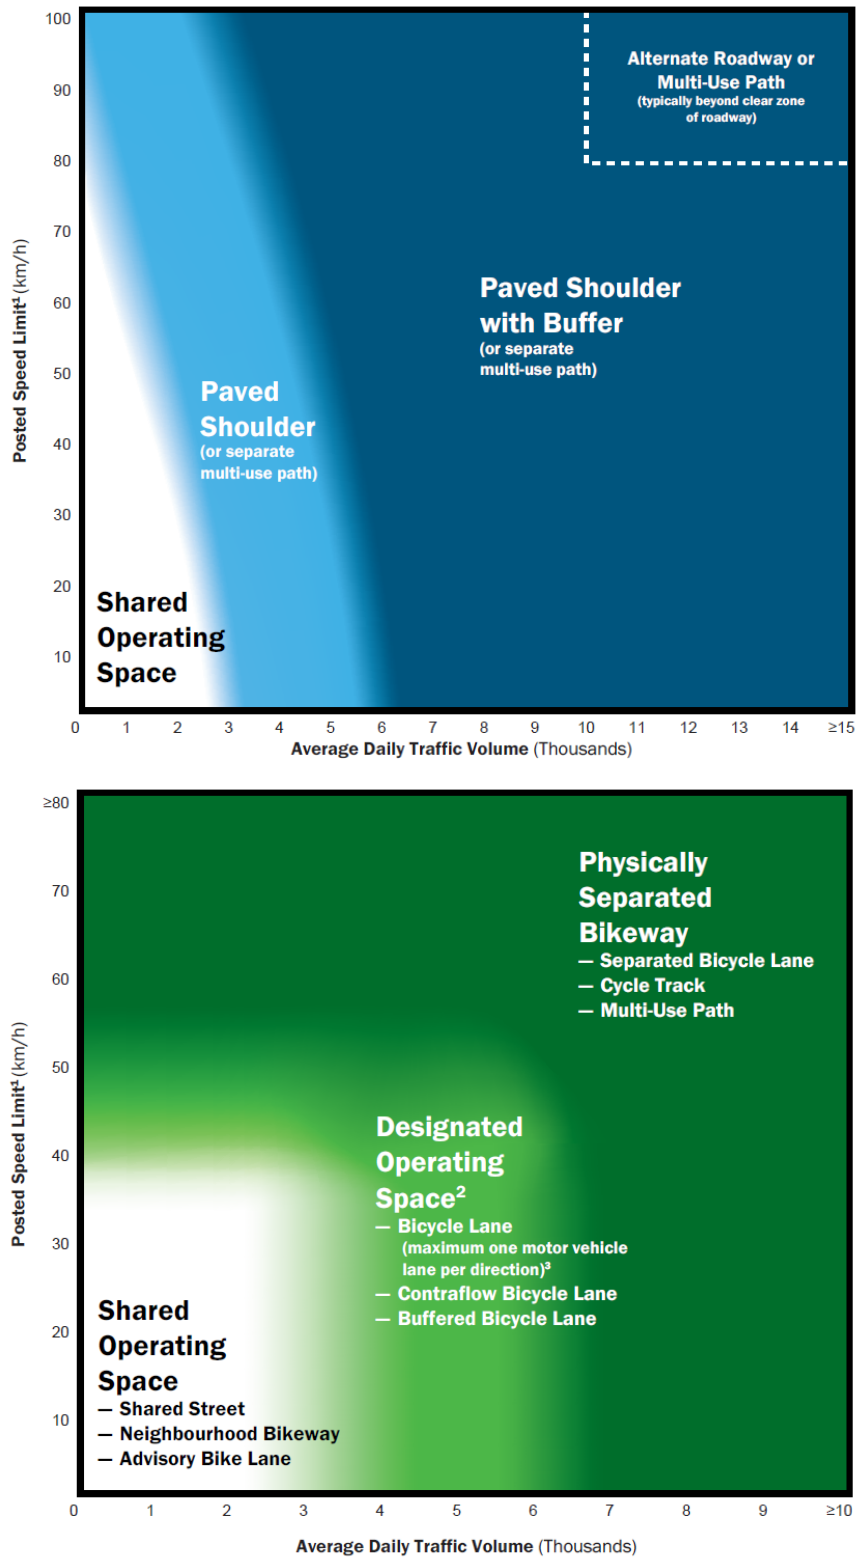 100
90
80
70
60
50
40
30
20
10
Posted Speed Limit¹ (km/h)
Alternate Roadway or
Multi-Use Path
(typically beyond clear zone
of roadway)
Paved Shoulder
with Buffer
(or separate
multi-use path)
Paved
Shoulder
(or separate
multi-use path)
Shared
Operating
Space
0 1 2 3 4 5 6 7 8 9 10 11 12 13 14 ≥15
Average Daily Traffic Volume (Thousands)
≥80
70
60
50
40
30
20
10
Posted Speed Limit¹ (km/h)
Physically
Separated
Bikeway
— Separated Bicycle Lane
— Cycle Track
— Multi-Use Path
Designated
Operating
Space²
— Bicycle Lane
(maximum one motor vehicle
lane per direction)³
— Contraflow Bicycle Lane
— Buffered Bicycle Lane
Shared
Operating
Space
— Shared Street
— Neighbourhood Bikeway
— Advisory Bike Lane
0 1 2 3 4 5 6 7 8 9 ≥10
Average Daily Traffic Volume (Thousands)